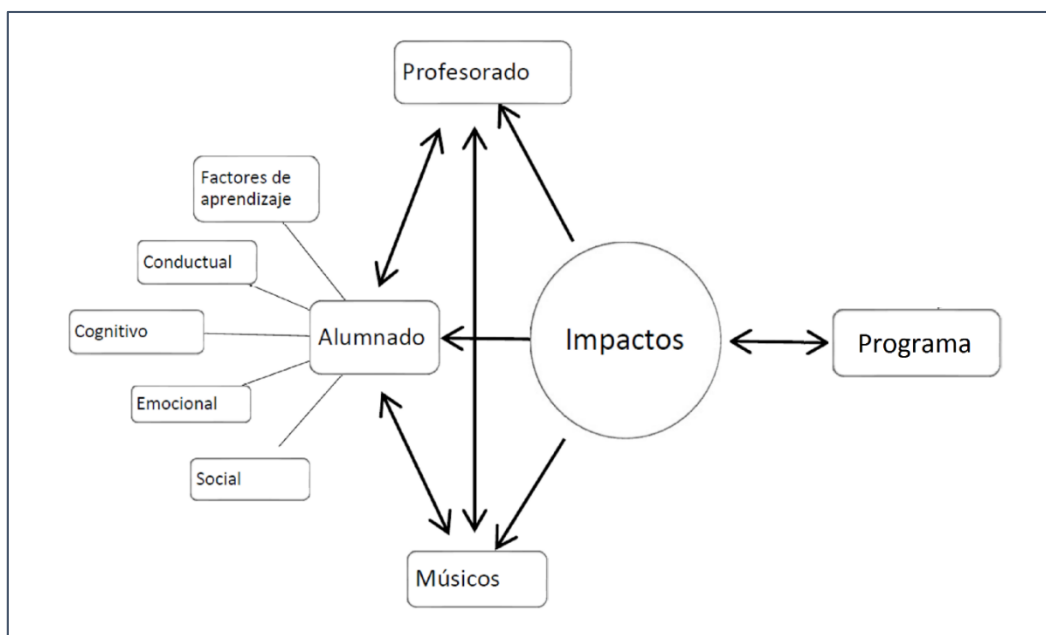 Profesorado
Factores de
aprendizaje
Conductual
Cognitivo
Alumnado
Impactos
Programa
Emocional
Social
Músicos